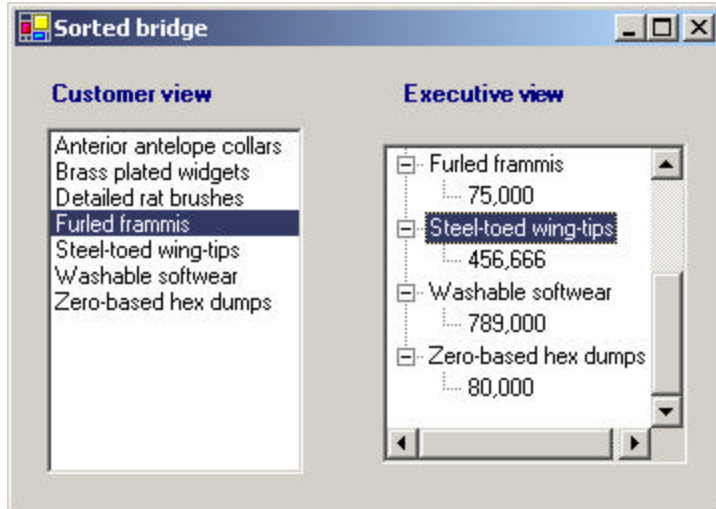 Sorted bridge
Customer view
Anterior antelope collars
Brass plated widgets
Detailed rat brushes
Furled frammis
Steel-toed wing-tips
Washable softwear
Zero-based hex dumps
Executive view
Furled frammis
75,000
Steel-toed wing-tips
456,666
Washable softwear
789,000
Zero-based hex dumps
80,000